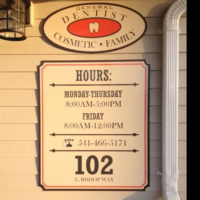 GENERAL
DENTIST
COSMETIC • FAMILY
HOURS:
MONDAY-THURSDAY
8:00AM-5:00PM
FRIDAY
8:00AM-12:00PM
541-466-5171
102
E. BISHOP WAY